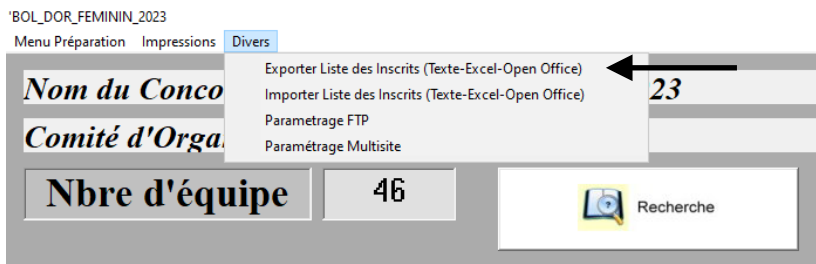 'BOL_DOR_FEMININ_2023
Menu Préparation Impressions Divers
Exporter Liste des Inscrits (Texte-Excel-Open Office)
Nom du Conco 23
Importer Liste des Inscrits (Texte-Excel-Open Office)
Parametrage FTP
Comité d'Orga
Paramétrage Multisite
Nbre d'équipe 46 Recherche